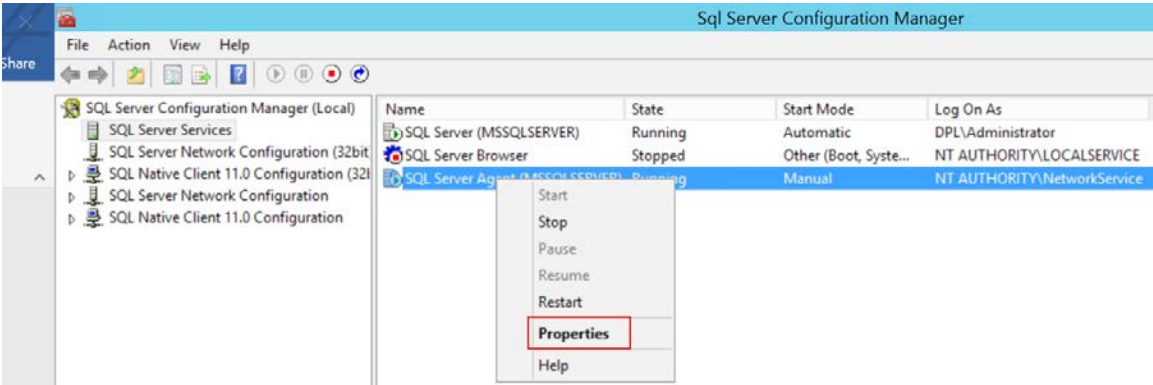 Sql Server Configuration Manager
File Action View Help
Share
SQL Server Configuration Manager (Local)
SQL Server Services
SQL Server Network Configuration (32bit
SQL Native Client 11.0 Configuration (32
SQL Server Network Configuration
SQL Native Client 11.0 Configuration
Name State Start Mode Log On As
SQL Server (MSSQLSERVER) Running Automatic DPL\Administrator
SQL Server Browser Stopped Other (Boot, Syste... NT AUTHORITY\LOCALSERVICE
SQL Server Agent (MSSQLSERVER) Running Manual NT AUTHORITY\NetworkService
Start
Stop
Pause
Resume
Restart
Properties
Help